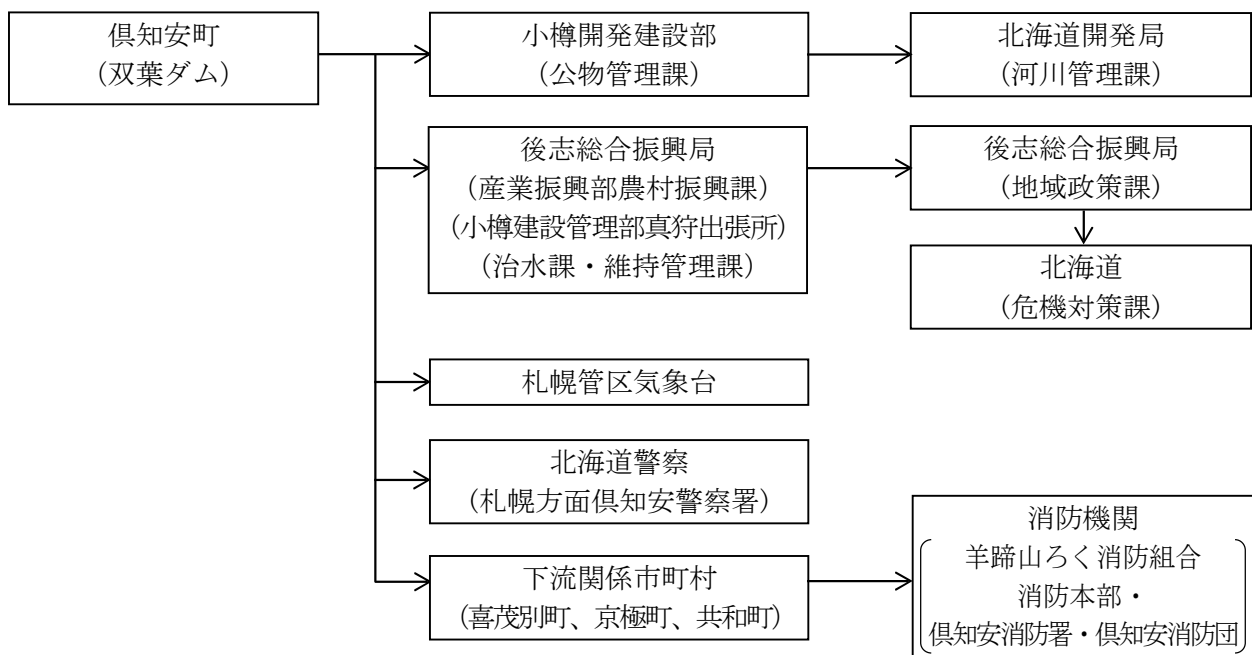 倶知安町
（双葉ダム）
小樽開発建設部
（公物管理課）
北海道開発局
（河川管理課）
後志総合振興局
（産業振興部農村振興課）
（小樽建設管理部真狩出張所）
（治水課・維持管理課）
後志総合振興局
（地域政策課）
北海道
（危機対策課）
札幌管区気象台
北海道警察
（札幌方面倶知安警察署）
下流関係市町村
（喜茂別町、京極町、共和町）
消防機関
羊蹄山ろく消防組合
消防本部・
倶知安消防署・倶知安消防団